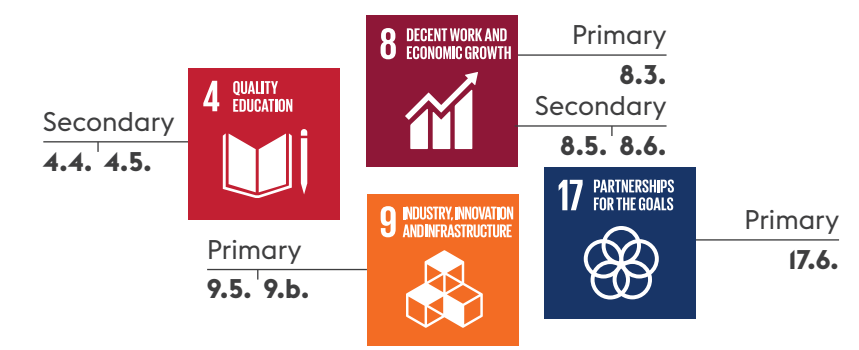 8 DECENT WORK AND
ECONOMIC GROWTH
Primary
8.3.
Secondary
8.5. 8.6.
4 QUALITY
EDUCATION
Secondary
4.4. 4.5.
17 PARTNERSHIPS
FOR THE GOALS
Primary
17.6.
9 INDUSTRY, INNOVATION
AND INFRASTRUCTURE
Primary
9.5. 9.b.